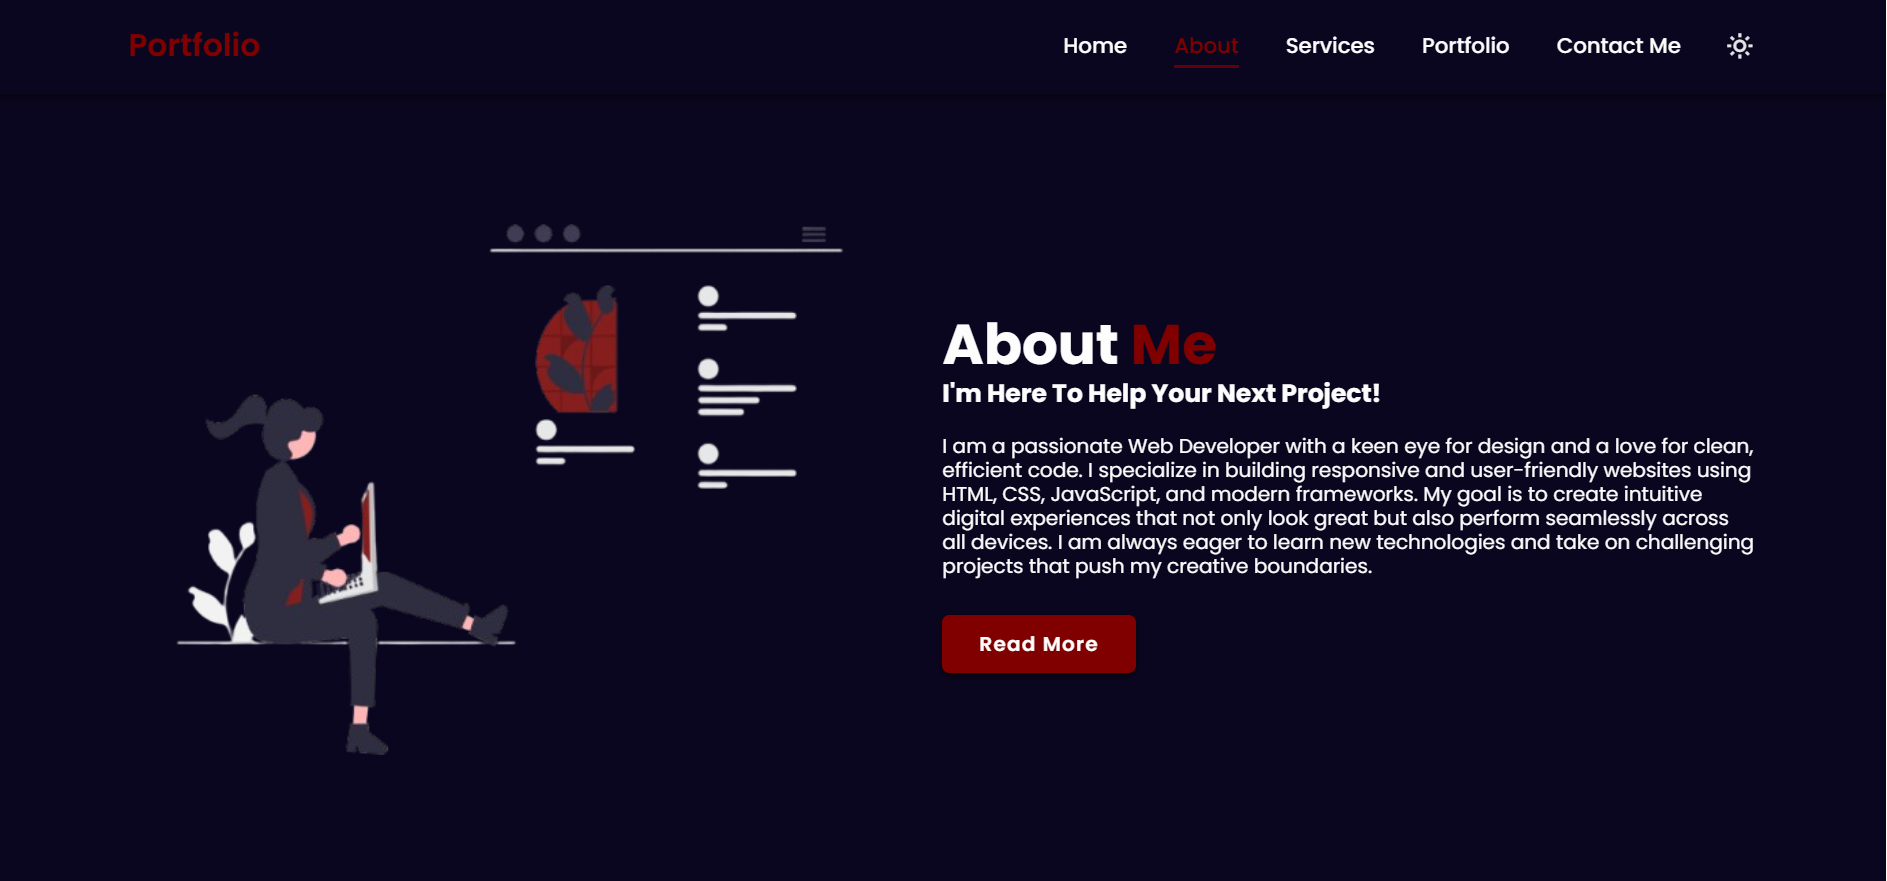 Portfolio
Home About Services Portfolio Contact Me
About Me
I'm Here To Help Your Next Project!
I am a passionate Web Developer with a keen eye for design and a love for clean,
efficient code. I specialize in building responsive and user-friendly websites using
HTML, CSS, JavaScript, and modern frameworks. My goal is to create intuitive
digital experiences that not only look great but also perform seamlessly across
all devices. I am always eager to learn new technologies and take on challenging
projects that push my creative boundaries.
Read More